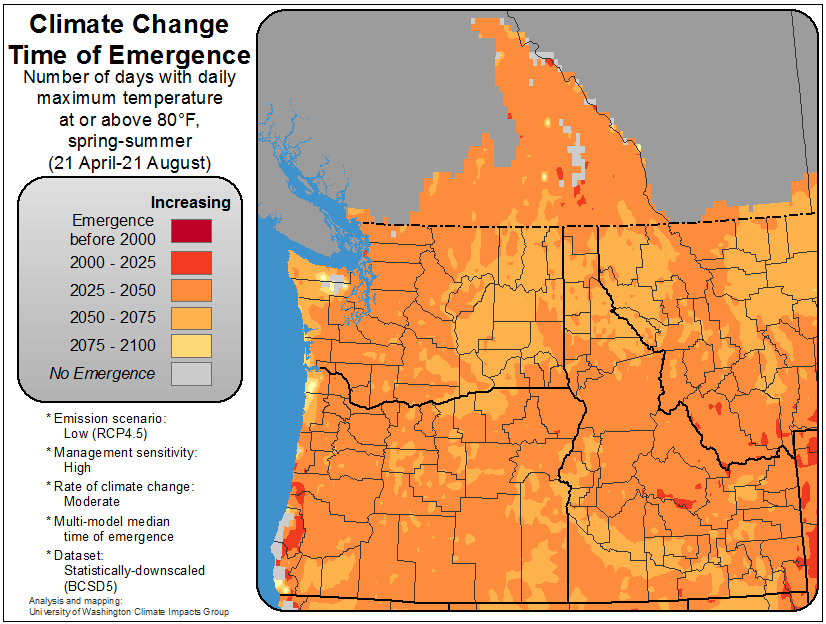 Climate Change
Time of Emergence
Number of days with daily
maximum temperature
at or above 80°F,
spring-summer
(21 April-21 August)
Increasing
Emergence
before 2000
2000 - 2025
2025 - 2050
2050 - 2075
2075 - 2100
No Emergence
* Emission scenario:
Low (RCP4.5)
* Management sensitivity:
High
* Rate of climate change:
Moderate
* Multi-model median
time of emergence
* Dataset:
Statistically-downscaled
(BCSD5)
Analysis and mapping:
University of Washington Climate Impacts Group